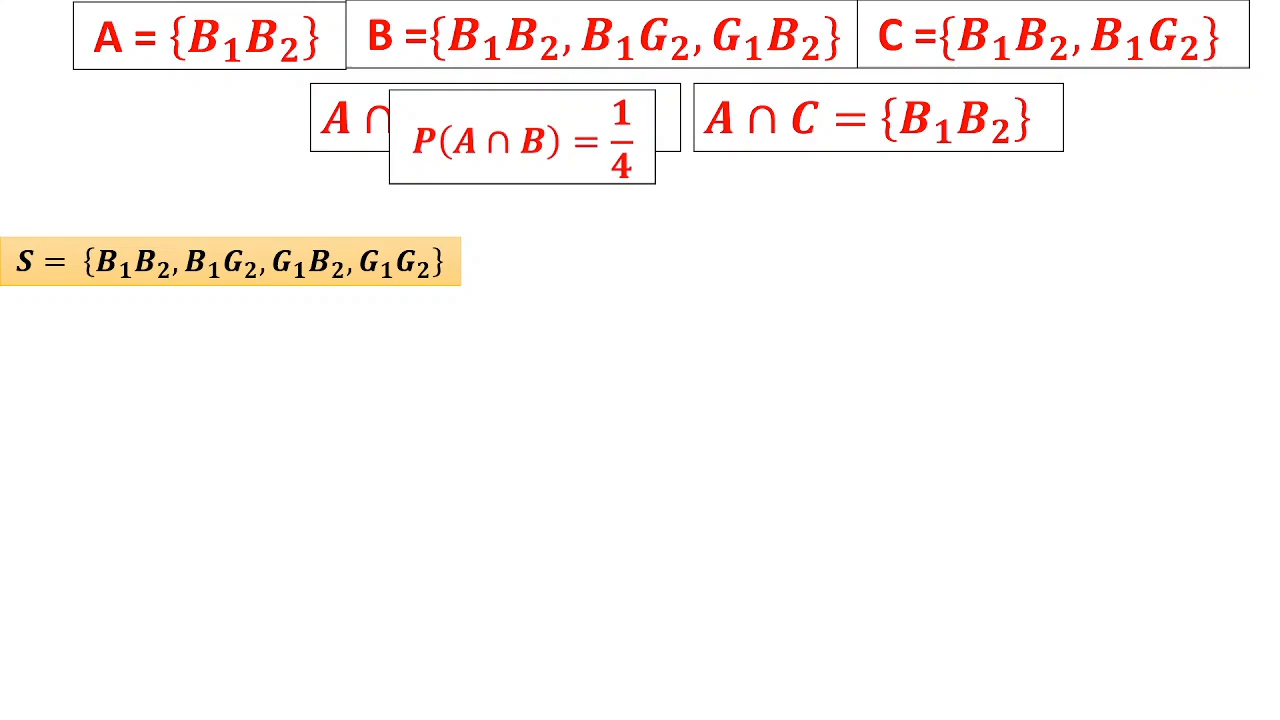 A = {B₁B₂} B ={B₁B₂, B₁G₂, G₁B₂} C ={B₁B₂, B₁G₂}
A ∩ A ∩ C = {B₁B₂}
P(A ∩ B) = 1/4
S = {B₁B₂, B₁G₂, G₁B₂, G₁G₂}